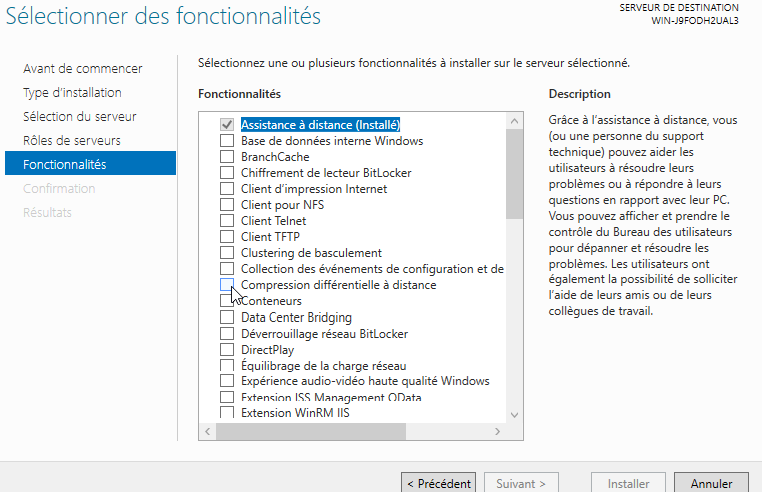 Sélectionner des fonctionnalités
SERVEUR DE DESTINATION
WIN-J9FODH2UAL3
Avant de commencer
Type d'installation
Sélection du serveur
Rôles de serveurs
Fonctionnalités
Confirmation
Résultats
Sélectionnez une ou plusieurs fonctionnalités à installer sur le serveur sélectionné.
Fonctionnalités
Assistance à distance (Installé)
Base de données interne Windows
BranchCache
Chiffrement de lecteur BitLocker
Client d'impression Internet
Client pour NFS
Client Telnet
Client TFTP
Clustering de basculement
Collection des événements de configuration et de
Compression différentielle à distance
Conteneurs
Data Center Bridging
Déverrouillage réseau BitLocker
DirectPlay
Équilibrage de la charge réseau
Expérience audio-vidéo haute qualité Windows
Extension ISS Management OData
Extension WinRM IIS
Description
Grâce à l'assistance à distance, vous
(ou une personne du support
technique) pouvez aider les
utilisateurs à résoudre leurs
problèmes ou à répondre à leurs
questions en rapport avec leur PC.
Vous pouvez afficher et prendre le
contrôle du Bureau des utilisateurs
pour dépanner et résoudre les
problèmes. Les utilisateurs ont
également la possibilité de solliciter
l'aide de leurs amis ou de leurs
collègues de travail.
< Précédent
Suivant >
Installer
Annuler